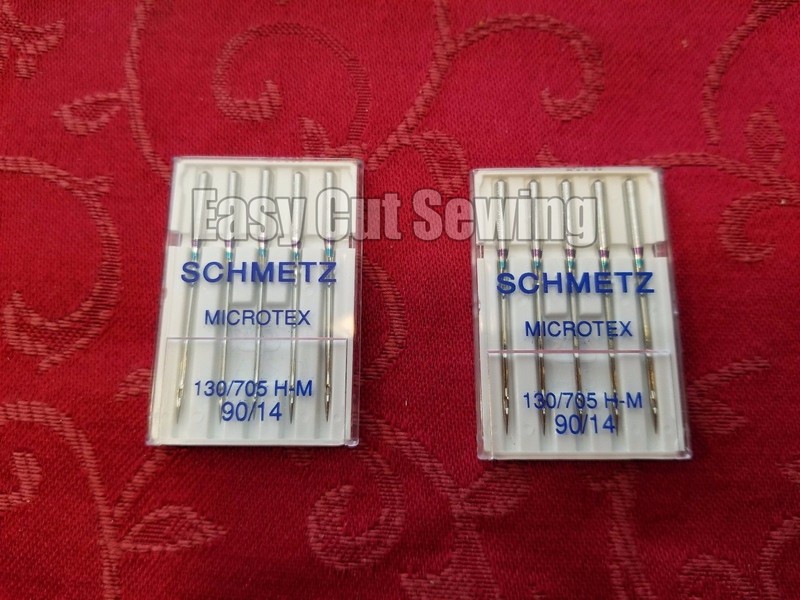 Easy Cut Sewing
SCHMETZ
MICROTEX
130/705 H-M
90/14
SCHMETZ
MICROTEX
130/705 H-M
90/14